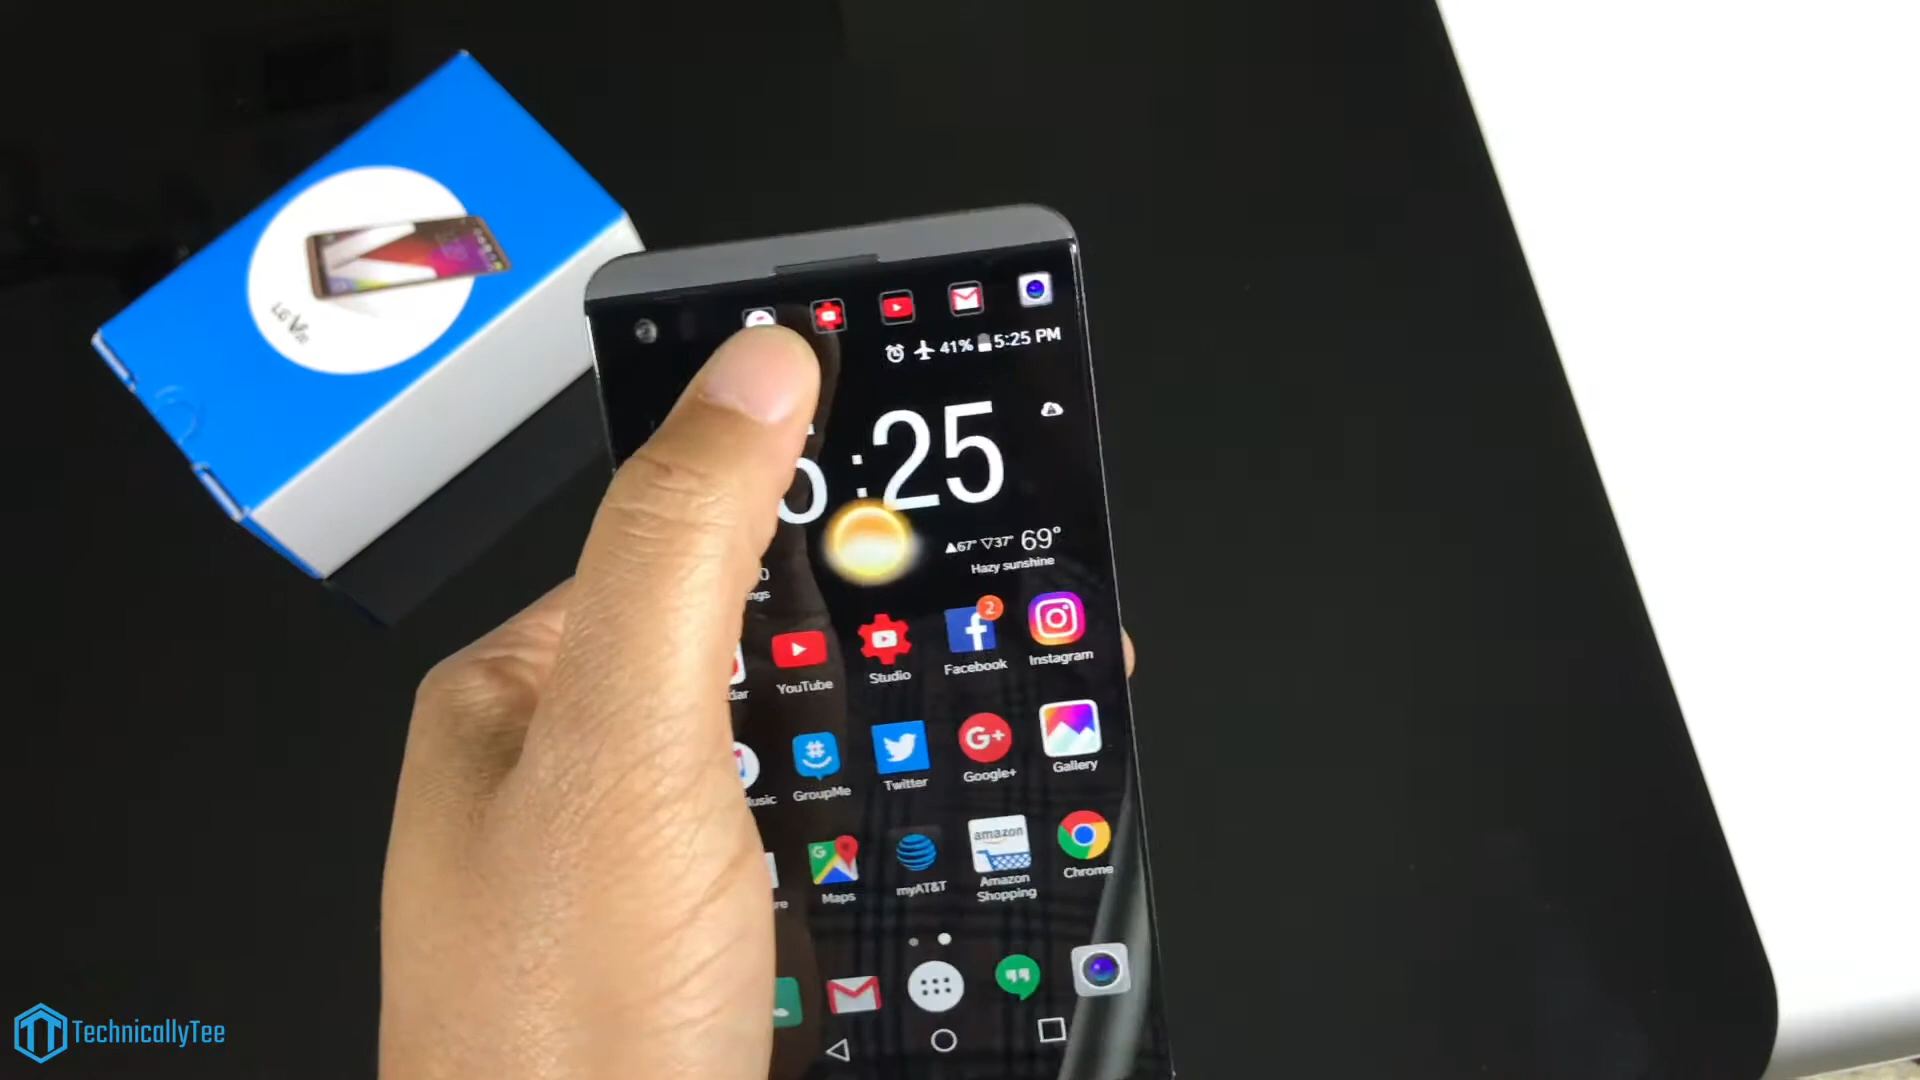 LG V20
41% 5:25 PM
:25
▲67° ▽37° 69°
Hazy sunshine
YouTube
Studio
2
Facebook
Instagram
GroupMe
Twitter
G+
Google+
Gallery
G
Maps
myAT&T
amazon
Amazon
Shopping
Chrome
TechnicallyTee